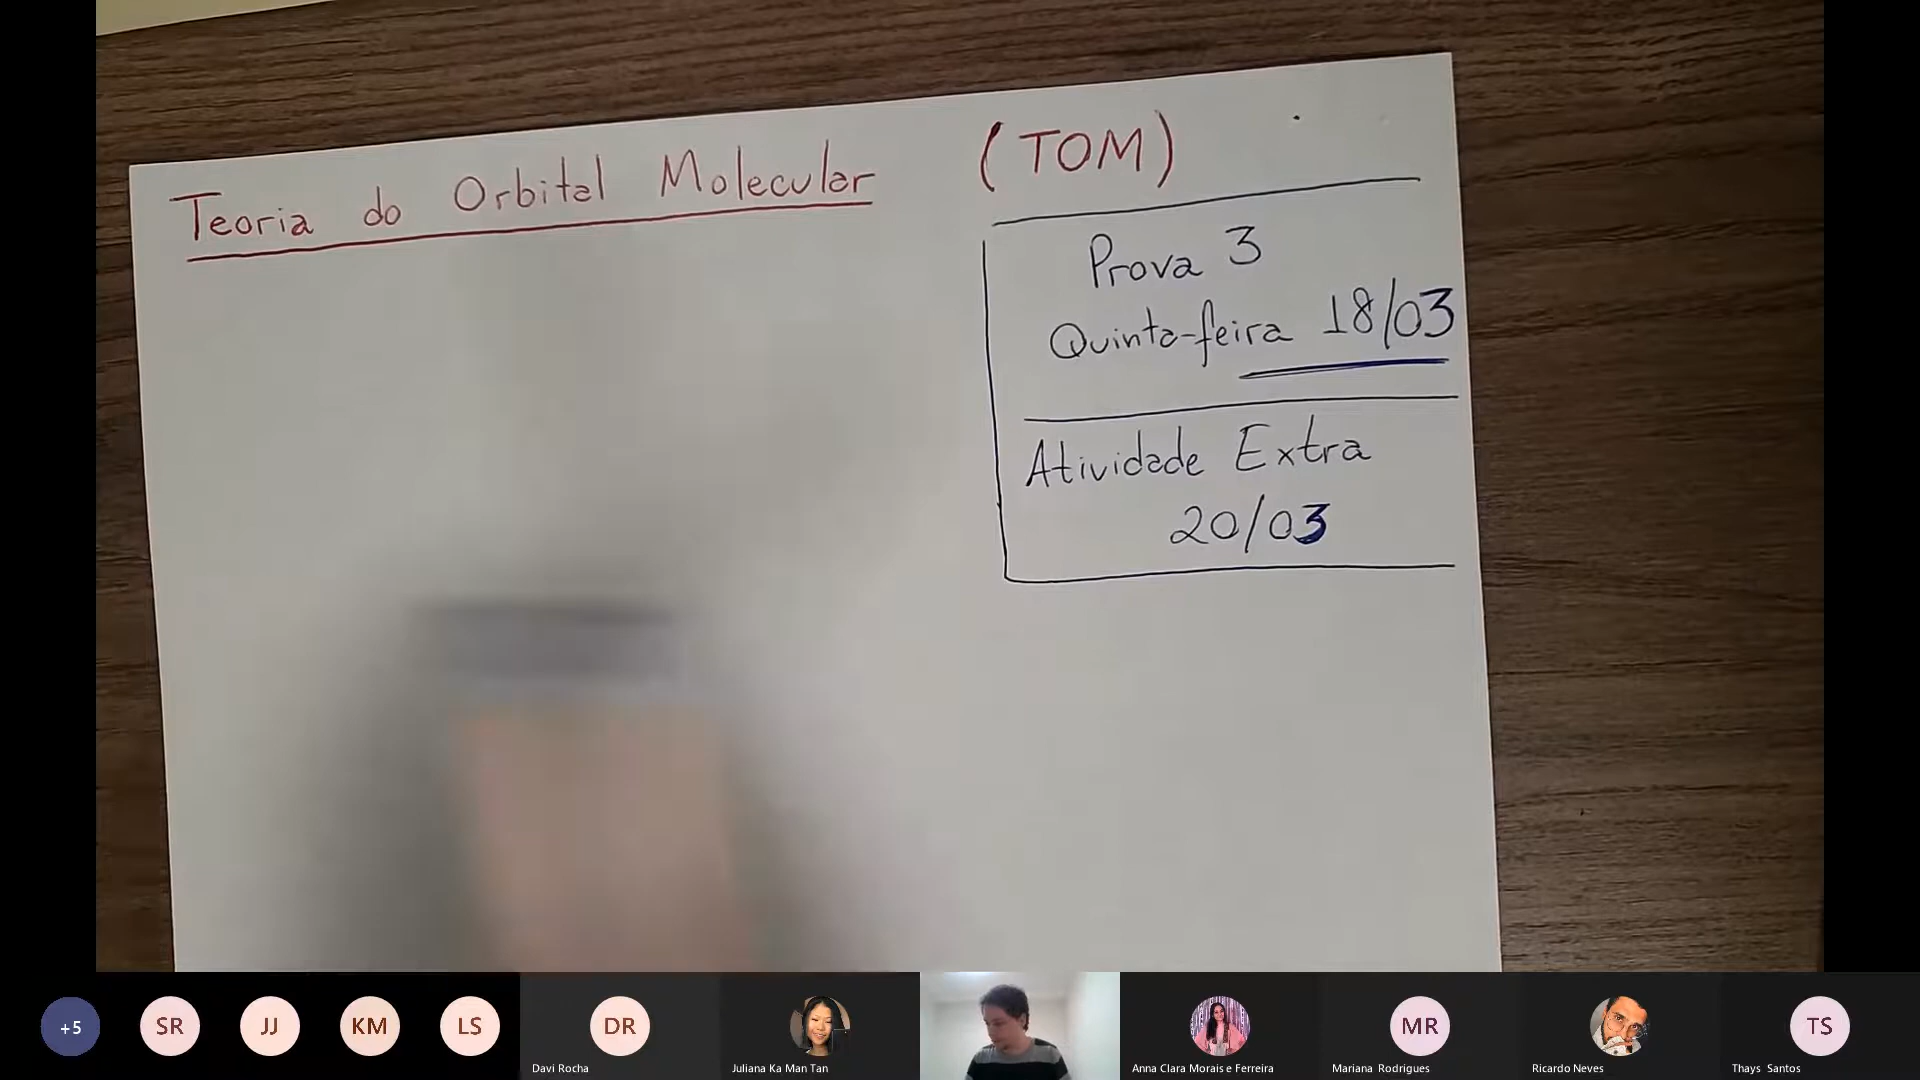 Teoria do Orbital Molecular (TOM)
Prova 3
Quinta-feira 18/03
Atividade Extra
20/03
+5
SR
JJ
KM
LS
DR
MR
TS
Davi Rocha
Juliana Ka Man Tan
Anna Clara Morais e Ferreira
Mariana Rodrigues
Ricardo Neves
Thays Santos